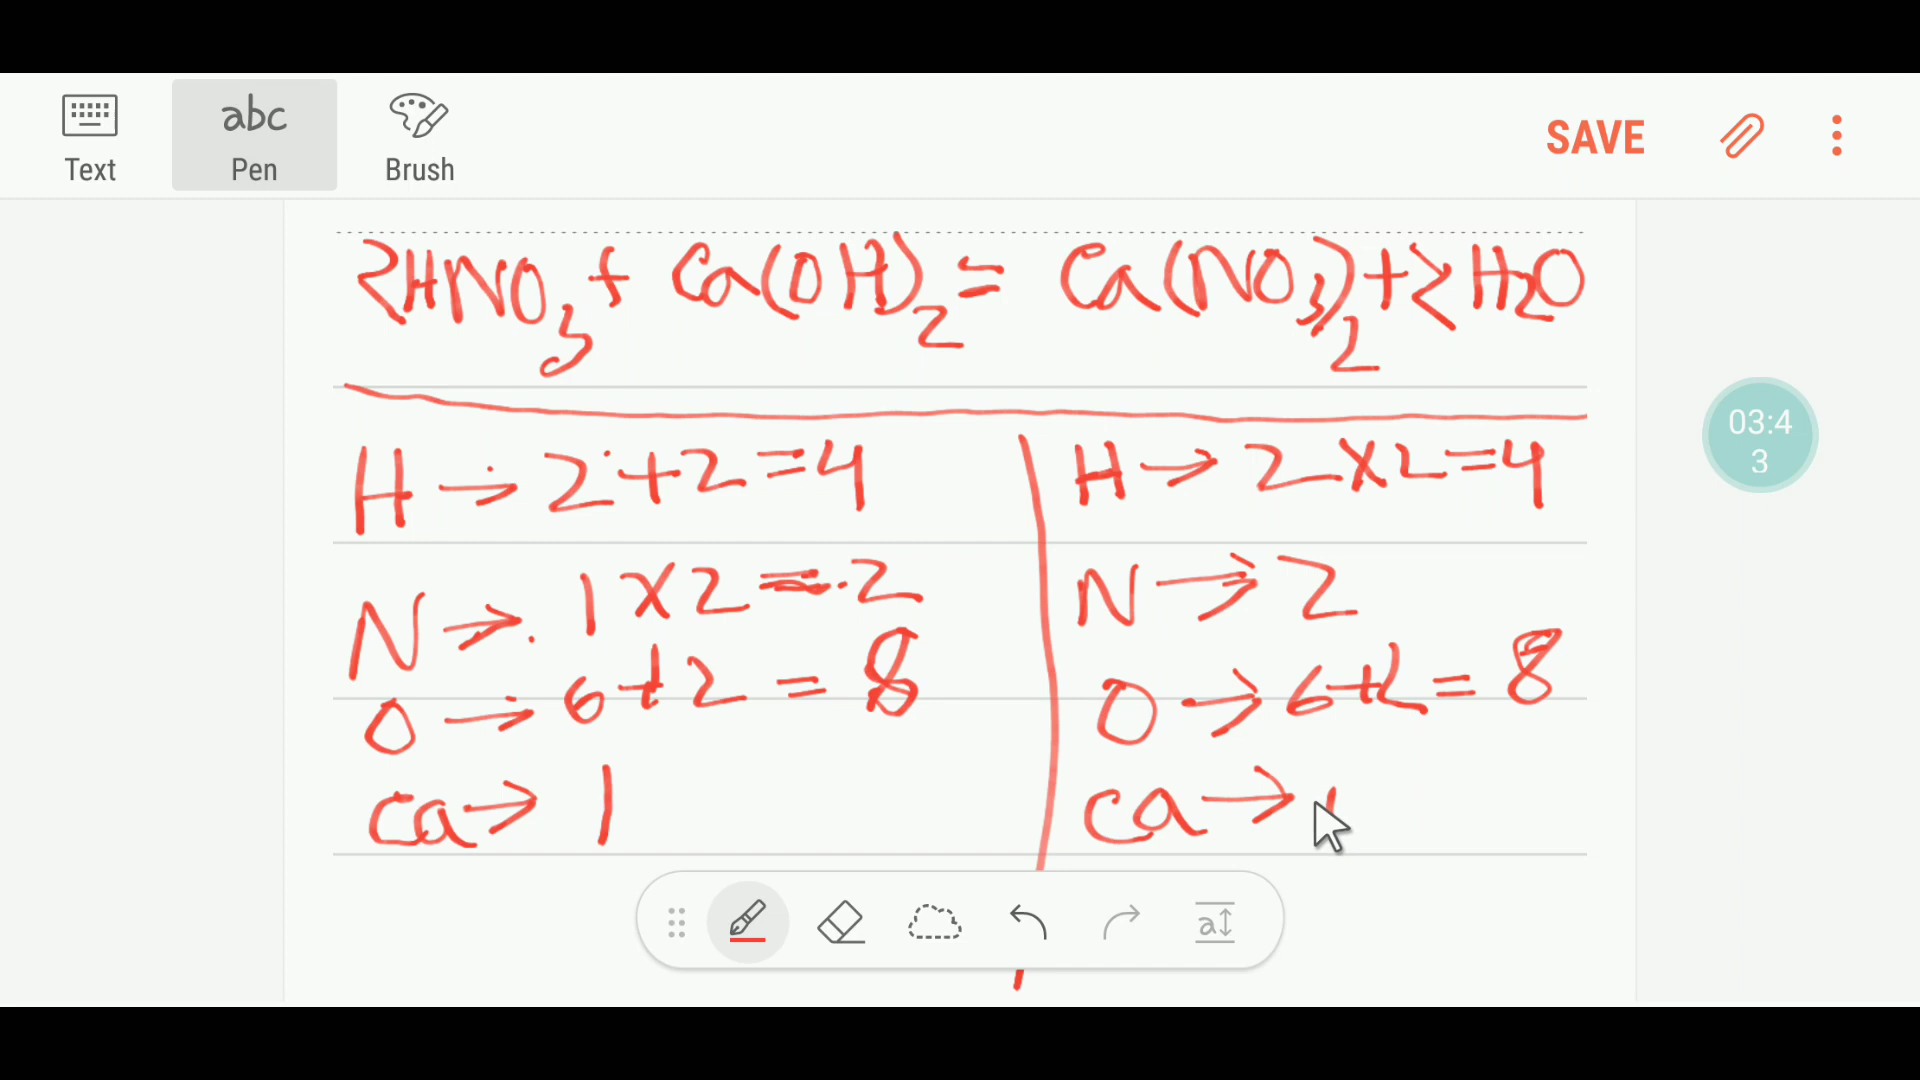 Text abc Pen Brush SAVE
2HNO3 + Ca(OH)2 = Ca(NO3)2 + 2H2O
03:4
3
H → 2+2=4 H → 2×2=4
N → 1×2=2 N → 2
O → 6+2=8 O → 6+2=8
Ca → 1 Ca →
a